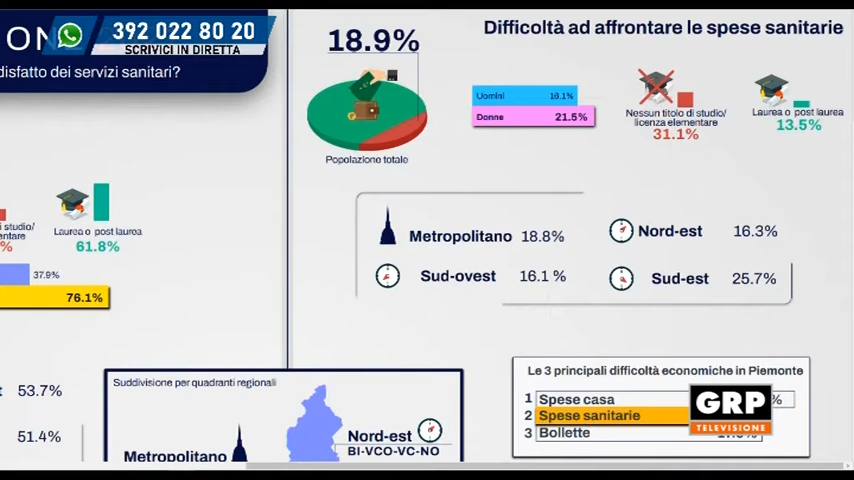 392 022 80 20
SCRIVICI IN DIRETTA
disfatto dei servizi sanitari?
18.9%
Popolazione totale
Difficoltà ad affrontare le spese sanitarie
Uomini 16.1%
Donne 21.5%
Nessun titolo di studio/
licenza elementare
31.1%
Laurea o post laurea
13.5%
i studio/
entare
%
Laurea o post laurea
61.8%
37.9%
76.1%
Metropolitano 18.8%
Nord-est 16.3%
Sud-ovest 16.1 %
Sud-est 25.7%
53.7%
51.4%
Suddivisione per quadranti regionali
Nord-est
BI-VCO-VC-NO
Metropolitano
Le 3 principali difficoltà economiche in Piemonte
1 Spese casa %
2 Spese sanitarie
3 Bollette
GRP
TELEVISIONE